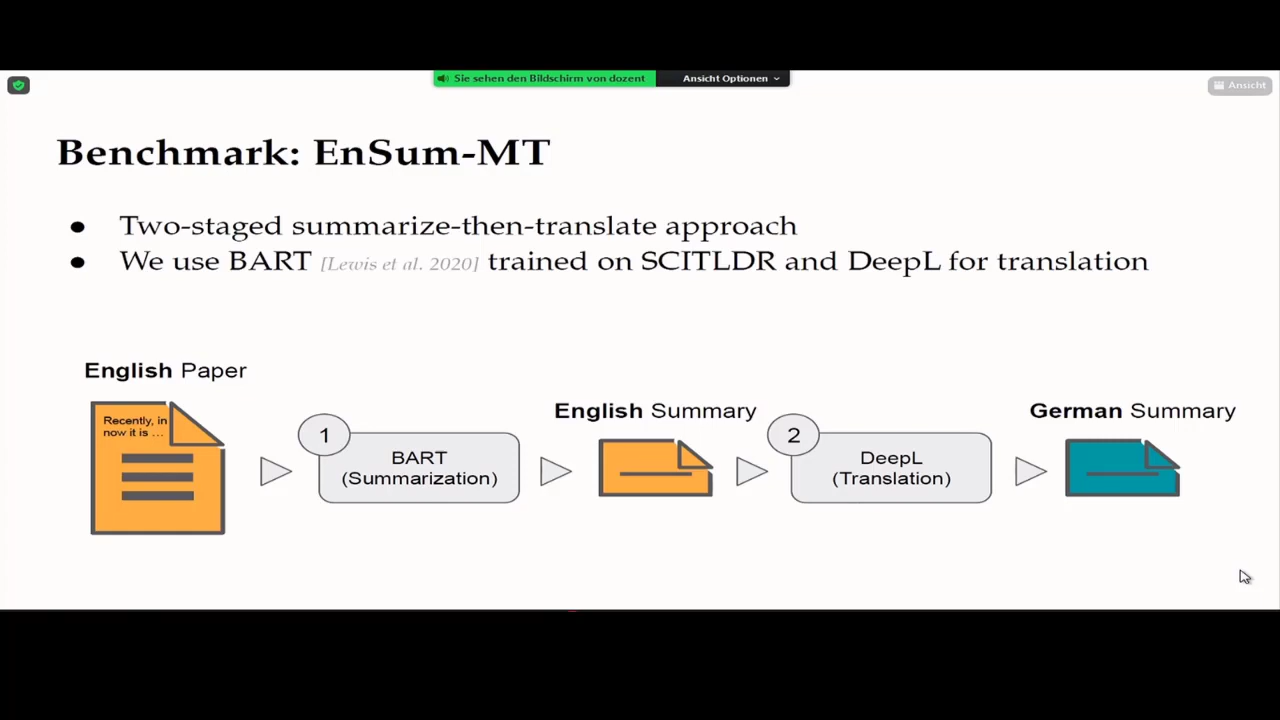 Sie sehen den Bildschirm von dozent
Ansicht Optionen
Ansicht
Benchmark: EnSum-MT
● Two-staged summarize-then-translate approach
● We use BART [Lewis et al. 2020] trained on SCITLDR and DeepL for translation
English Paper
Recently, in
now it is ...
1
BART
(Summarization)
English Summary
2
DeepL
(Translation)
German Summary